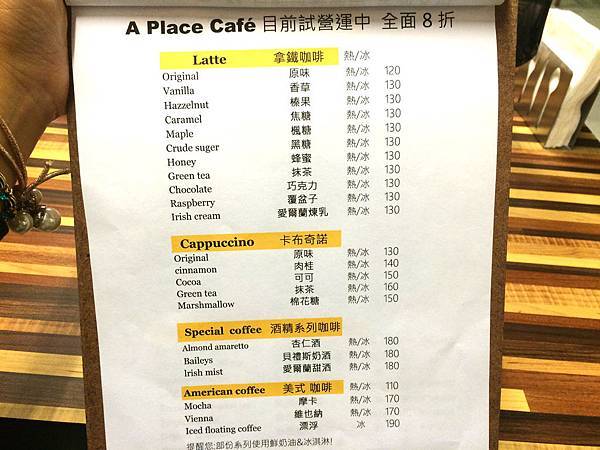 A Place Café 目前試營運中 全面 8 折
Latte 拿鐵咖啡 熱/冰
Original 原味 熱/冰 120
Vanilla 香草 熱/冰 130
Hazzelnut 榛果 熱/冰 130
Caramel 焦糖 熱/冰 130
Maple 楓糖 熱/冰 130
Crude suger 黑糖 熱/冰 130
Honey 蜂蜜 熱/冰 130
Green tea 抹茶 熱/冰 130
Chocolate 巧克力 熱/冰 130
Raspberry 覆盆子 熱/冰 130
Irish cream 愛爾蘭煉乳 熱/冰 130
Cappuccino 卡布奇諾
Original 原味 熱/冰 130
cinnamon 肉桂 熱/冰 140
Cocoa 可可 熱/冰 150
Green tea 抹茶 熱/冰 160
Marshmallow 棉花糖 熱/冰 150
Special coffee 酒精系列咖啡
Almond amaretto 杏仁酒 熱/冰 180
Baileys 貝禮斯奶酒 熱/冰 180
Irish mist 愛爾蘭甜酒 熱/冰 180
American coffee 美式 咖啡 熱/冰 110
Mocha 摩卡 熱/冰 170
Vienna 維也納 熱/冰 170
Iced floating coffee 漂浮 冰 190
提醒您:部份系列使用鮮奶油&冰淇淋!